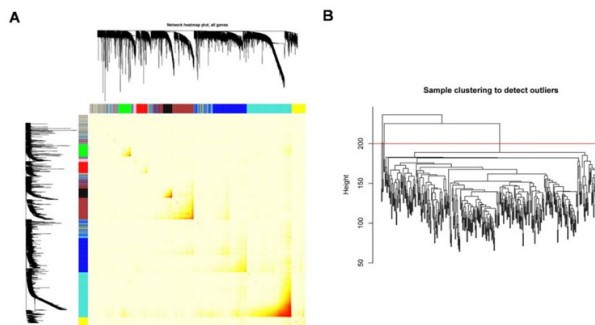 A
Network heatmap plot, all genes
B
Sample clustering to detect outliers
Height
200
150
100
50